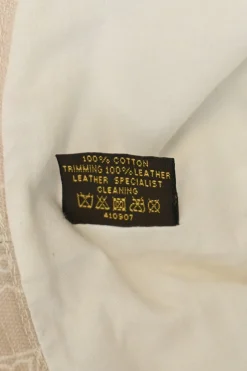 100% COTTON
TRIMMING 100% LEATHER
LEATHER SPECIALIST
CLEANING
410907